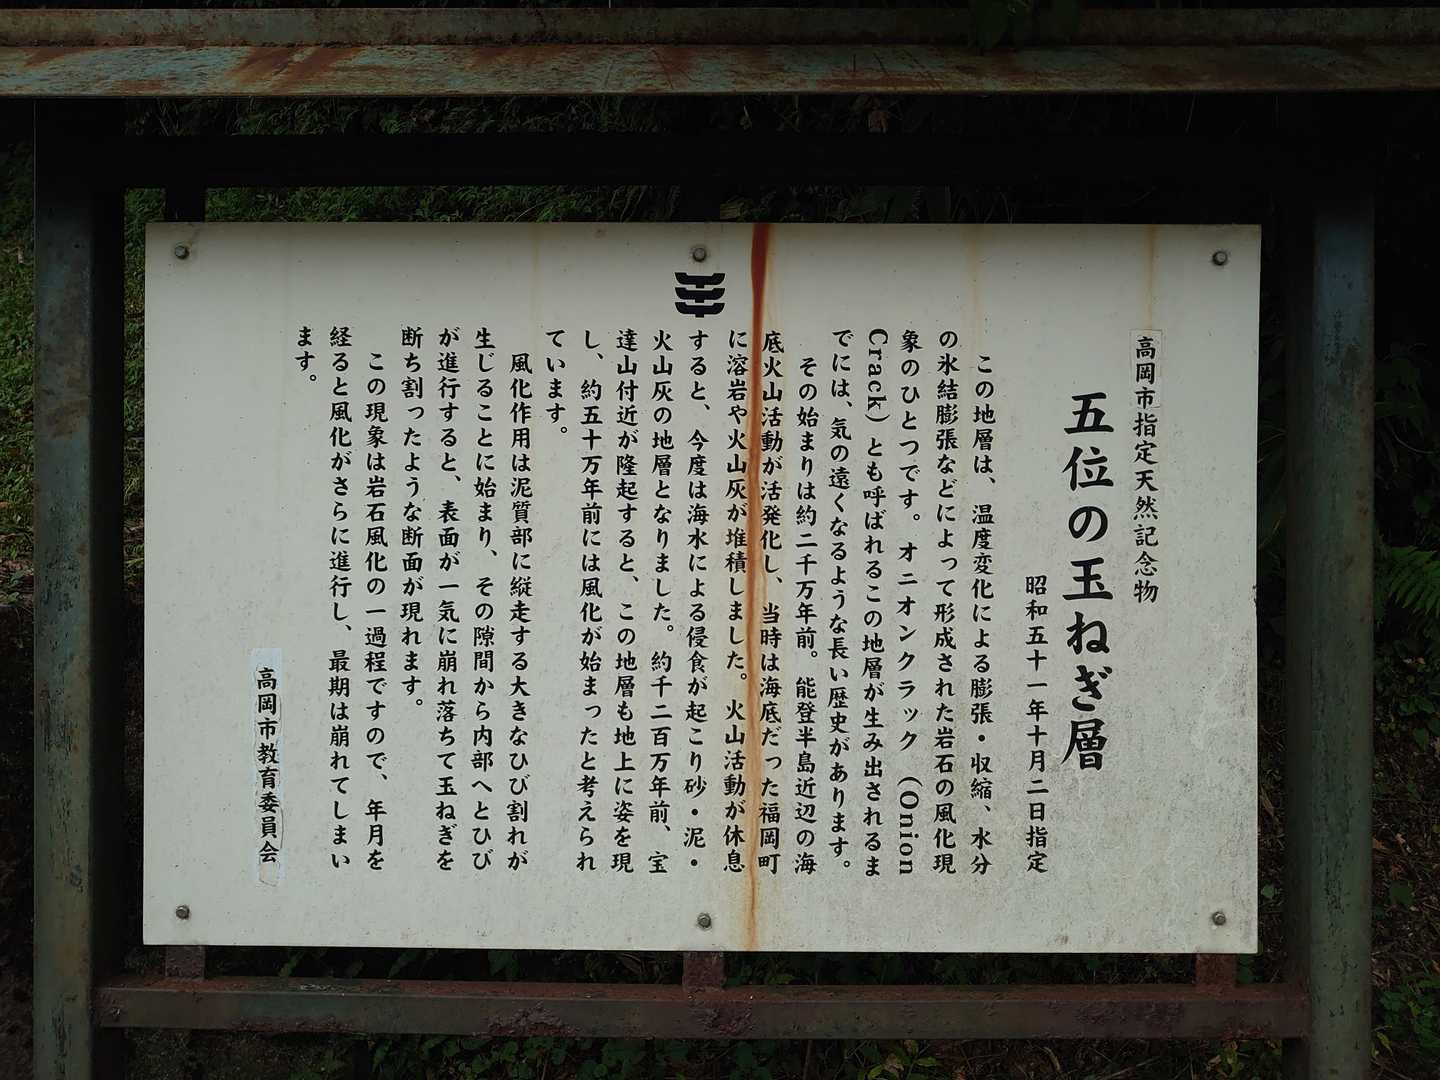 高岡市指定天然記念物
五位の玉ねぎ層
昭和五十一年十月二日指定
この地層は、温度変化による膨張・収縮、水分
の氷結膨張などによって形成された岩石の風化現
象のひとつです。オニオンクラック（Onion
Crack）とも呼ばれるこの地層が生み出されるま
でには、気の遠くなるような長い歴史があります。
その始まりは約二千万年前。能登半島近辺の海
底火山活動が活発化し、当時は海底だった福岡町
に溶岩や火山灰が堆積しました。火山活動が休息
すると、今度は海水による侵食が起こり砂・泥・
火山灰の地層となりました。約千二百万年前、宝
達山付近が隆起すると、この地層も地上に姿を現
し、約五十万年前には風化が始まったと考えられ
ています。
風化作用は泥質部に縦走する大きなひび割れが
生じることに始まり、その隙間から内部へとひび
が進行すると、表面が一気に崩れ落ちて玉ねぎを
断ち割ったような断面が現れます。
この現象は岩石風化の一過程ですので、年月を
経ると風化がさらに進行し、最期は崩れてしまい
ます。
高岡市教育委員会